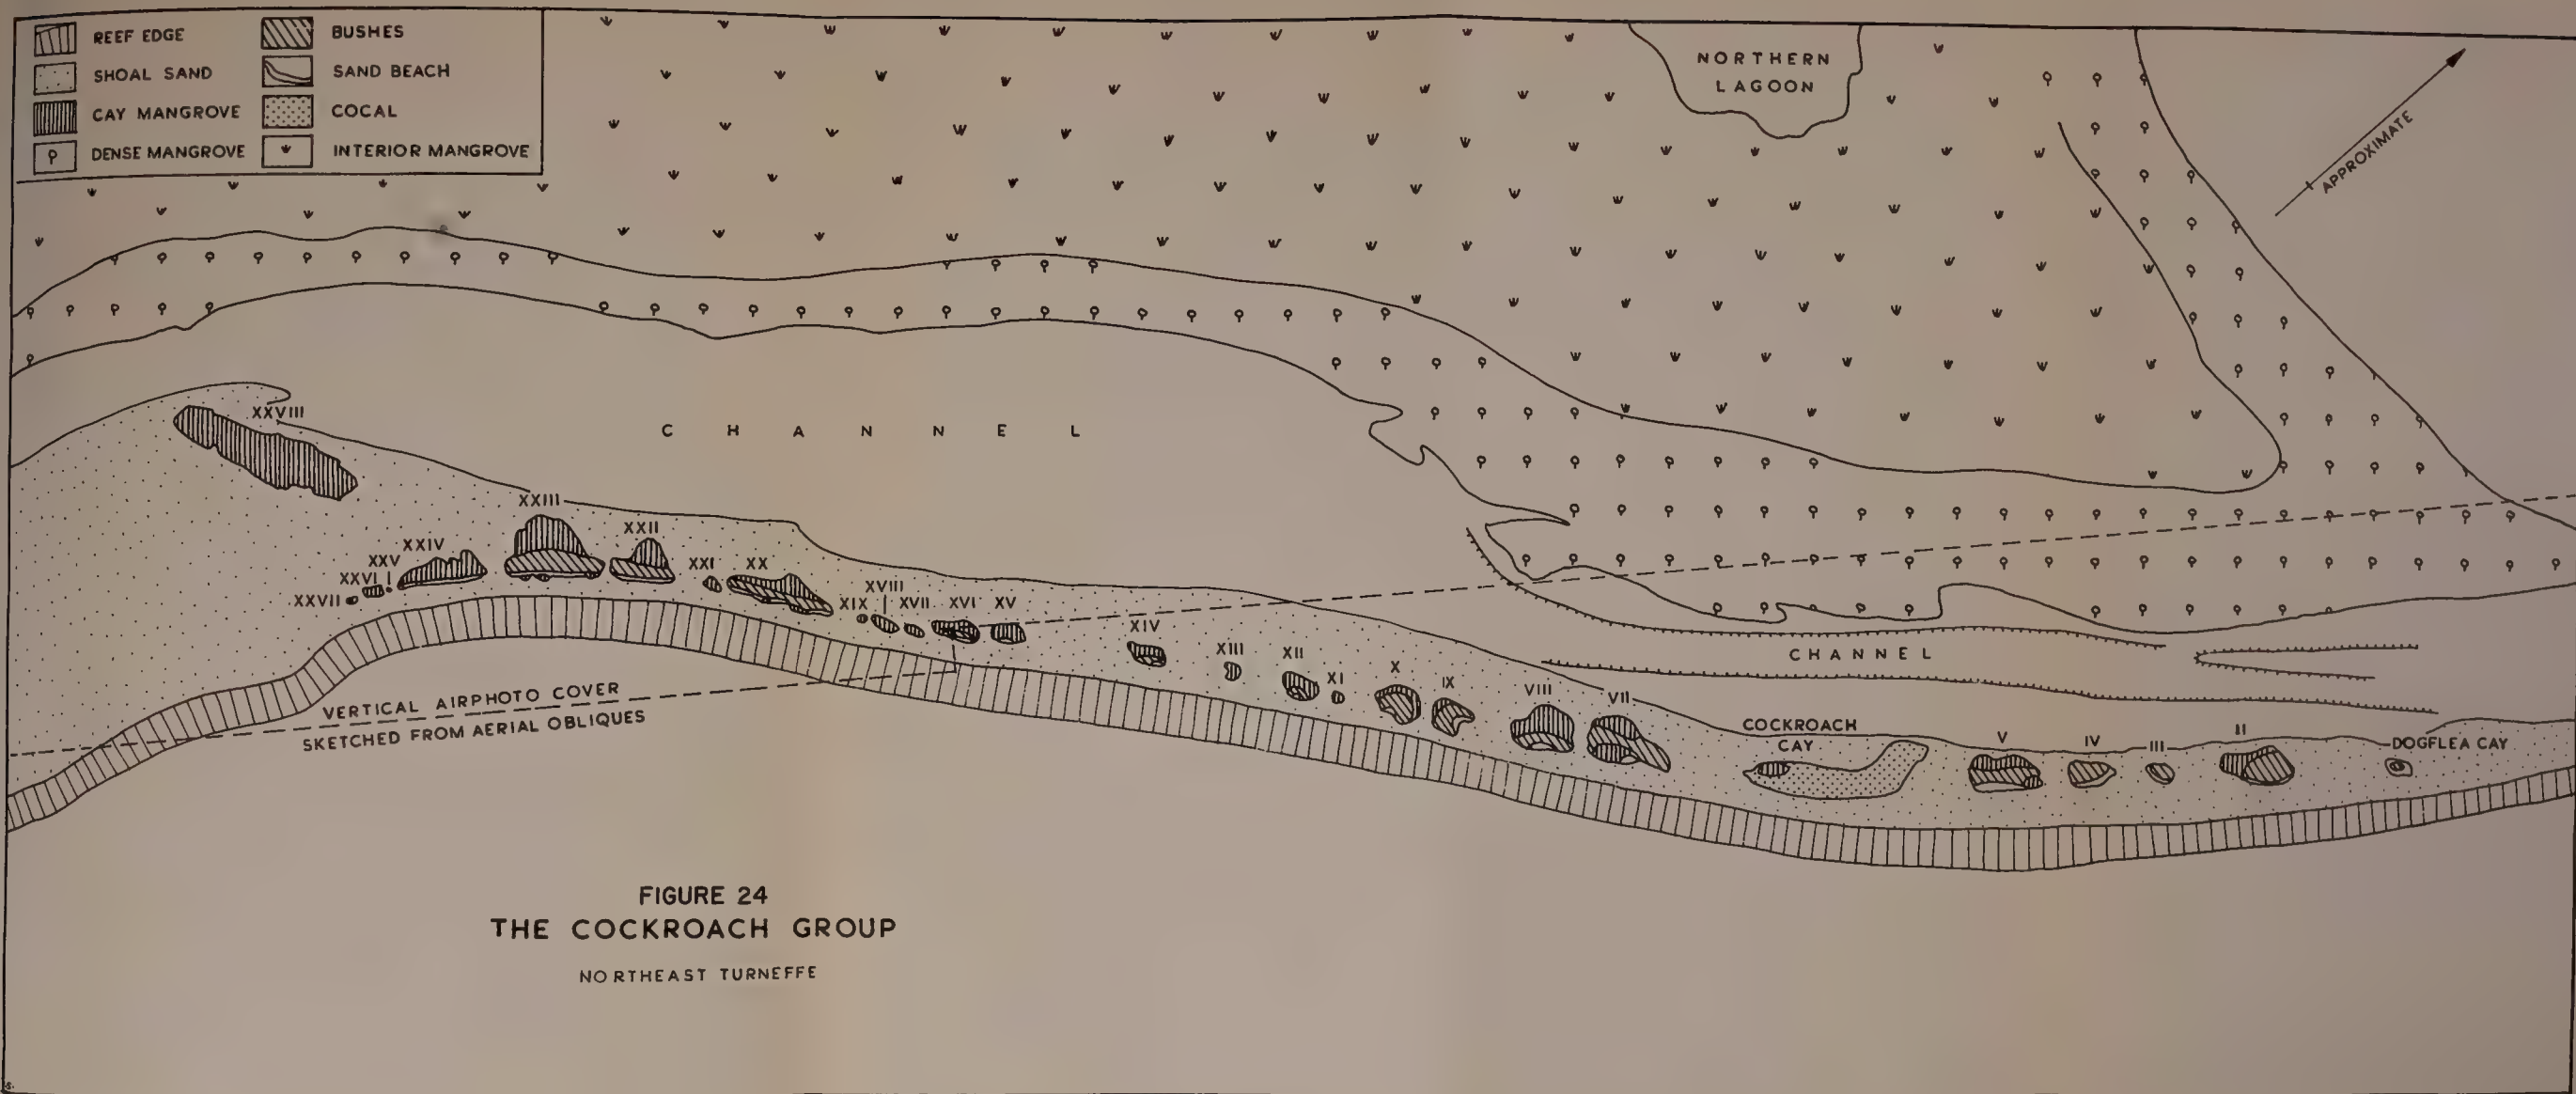 REEF EDGE
BUSHES
SHOAL SAND
SAND BEACH
CAY MANGROVE
COCAL
DENSE MANGROVE
INTERIOR MANGROVE
NORTHERN
LAGOON
APPROXIMATE
CHANNEL
XXVIII
XXIII
XXII
XXIV
XXV
XXVI
XXVII
XXI
XX
XVIII
XIX
XVII
XVI
XV
XIV
XIII
XII
XI
X
IX
VIII
VII
CHANNEL
COCKROACH
CAY
V
IV
III
II
DOGFLEA CAY
VERTICAL AIRPHOTO COVER
SKETCHED FROM AERIAL OBLIQUES
FIGURE 24
THE COCKROACH GROUP
NORTHEAST TURNEFFE